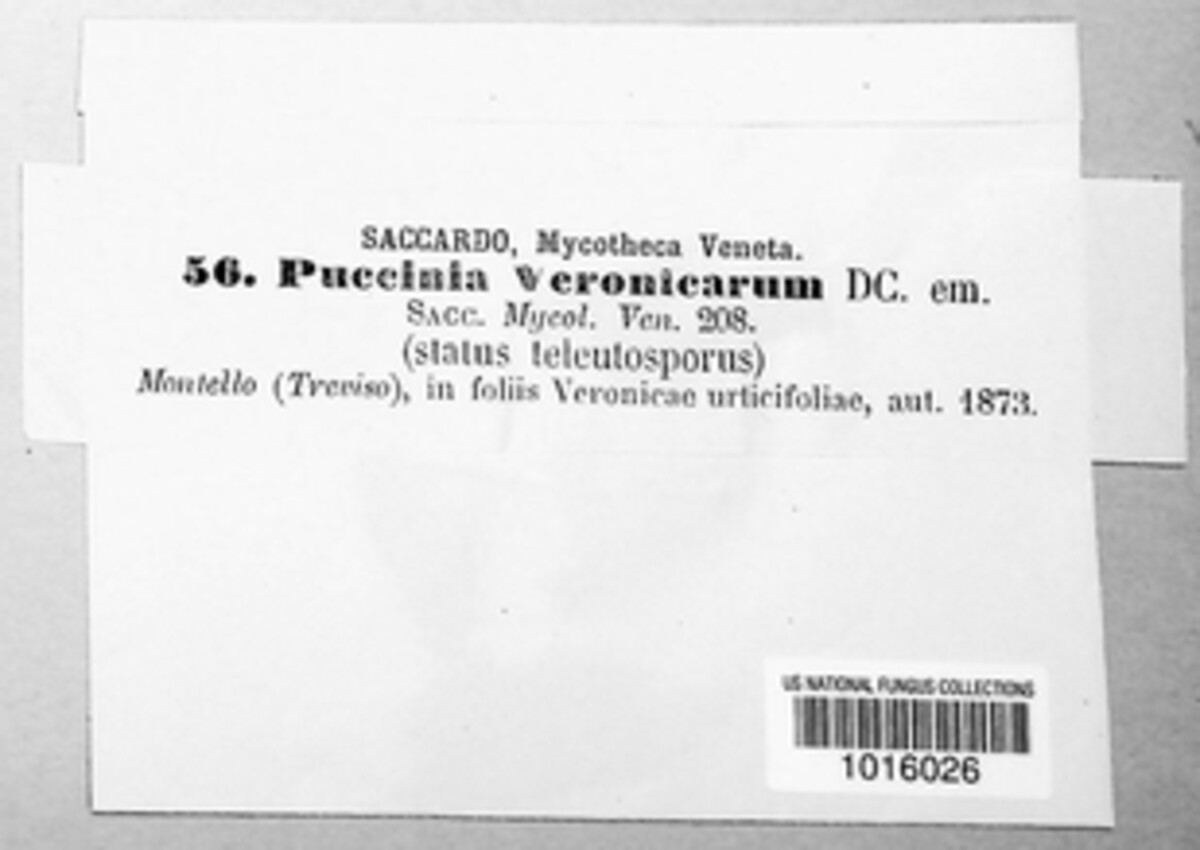 SACCARDO, Mycotheca Veneta.
56. Puccinia Veronicarum DC. em.
SACC. Mycol. Ven. 208.
(status teleutosporus)
Montello (Treviso), in foliis Veronicae urticifoliae, aut. 1873.
US NATIONAL FUNGUS COLLECTIONS
1016026